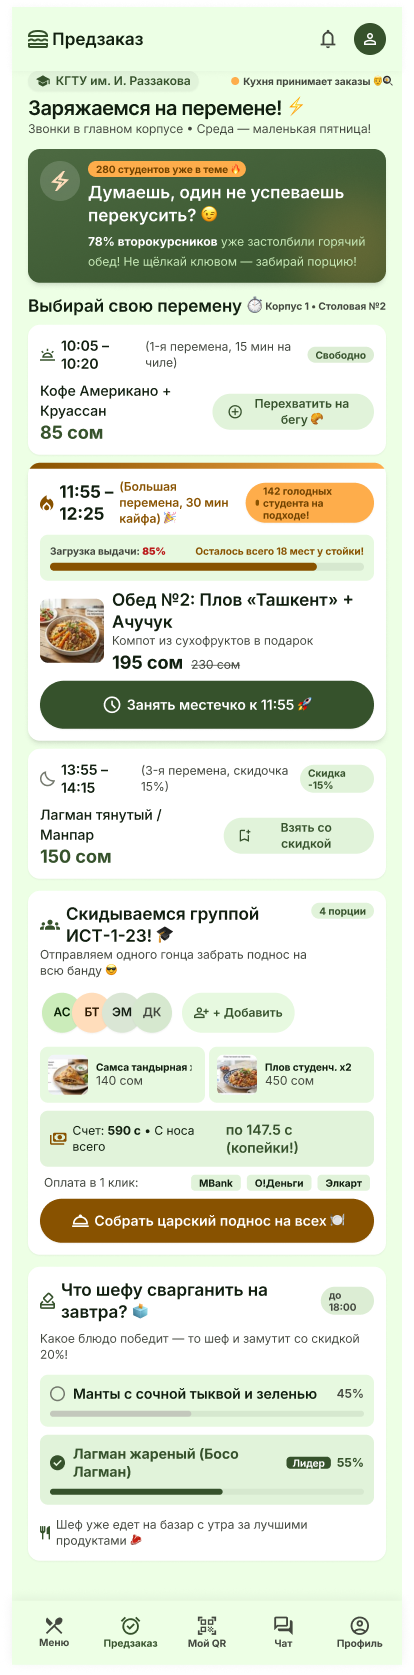 Предзаказ
КГТУ им. И. Раззакова
Кухня принимает заказы
Заряжаемся на перемене! ⚡
Звонки в главном корпусе • Среда — маленькая пятница!
280 студентов уже в теме 🔥
Думаешь, один не успеваешь
перекусить? 😉
78% второкурсников уже застолбили горячий
обед! Не щёлкай клювом — забирай порцию!
Выбирай свою перемену ⏱️ Корпус 1 • Столовая №2
10:05 –
10:20
(1-я перемена, 15 мин на
чиле)
Свободно
Кофе Американо +
Круассан
85 сом
Перехватить на
бегу 🥐
11:55 –
12:25
(Большая
перемена, 30 мин
кайфа) 🎉
142 голодных
студента на
подходе!
Загрузка выдачи: 85%
Осталось всего 18 мест у стойки!
Обед №2: Плов «Ташкент» +
Ачучук
Компот из сухофруктов в подарок
195 сом 230 сом
Занять местечко к 11:55 🚀
13:55 –
14:15
(3-я перемена, скидочка
15%)
Скидка
-15%
Лагман тянутый /
Манпар
150 сом
Взять со
скидкой
Скидываемся группой
ИСТ-1-23! 🎓
4 порции
Отправляем одного гонца забрать поднос на
всю банду 😎
АС БТ ЭМ ДК
+ Добавить
Самса тандырная
140 сом
Плов студенч. x2
450 сом
Счет: 590 с • С носа
всего
по 147.5 с
(копейки!)
Оплата в 1 клик:
MBank
О!Деньги
Элкарт
Собрать царский поднос на всех 🍽️
Что шефу сварганить на
завтра? 🗳️
до
18:00
Какое блюдо победит — то шеф и замутит со скидкой
20%!
Манты с сочной тыквой и зеленью 45%
Лагман жареный (Босо
Лагман)
Лидер 55%
Шеф уже едет на базар с утра за лучшими
продуктами 🥩
Меню
Предзаказ
Мой QR
Чат
Профиль